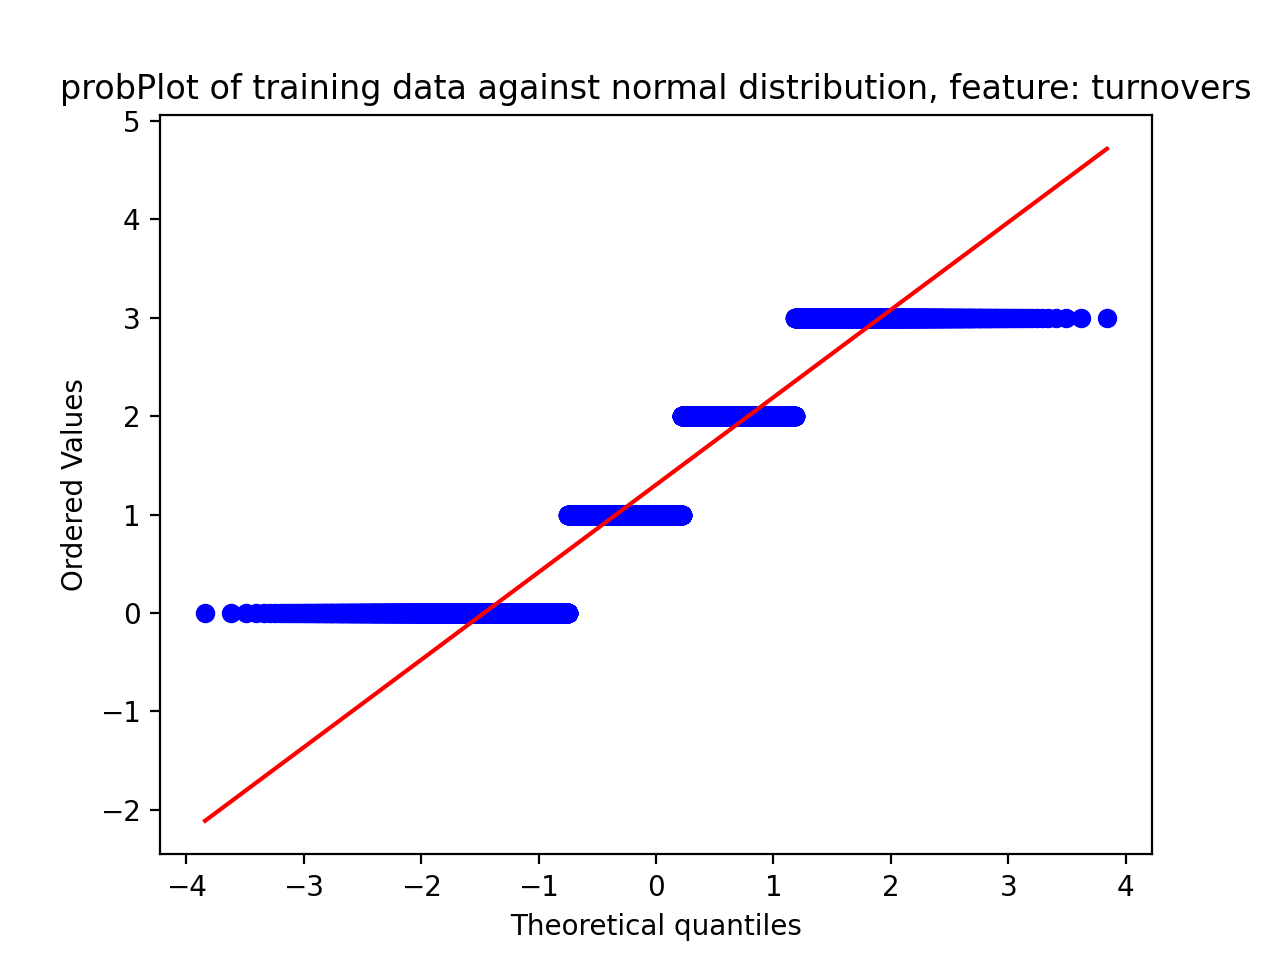 probPlot of training data against normal distribution, feature: turnovers
5
4
3
2
1
0
−1
−2
Ordered Values
−4 −3 −2 −1 0 1 2 3 4
Theoretical quantiles